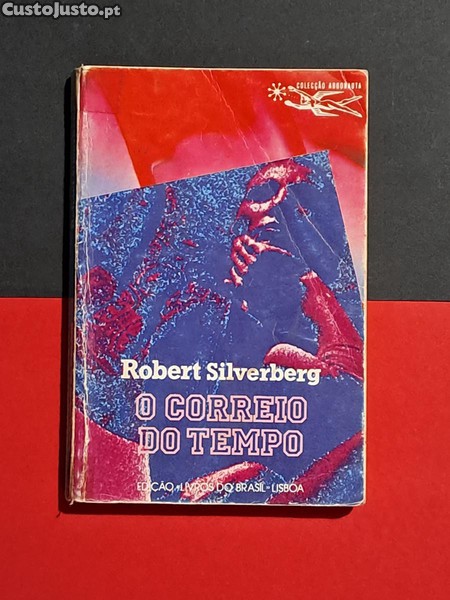 CustoJusto.pt
COLECÇÃO ARGONAUTA
Robert Silverberg
O CORREIO
DO TEMPO
EDIÇÃO «LIVROS DO BRASIL» LISBOA